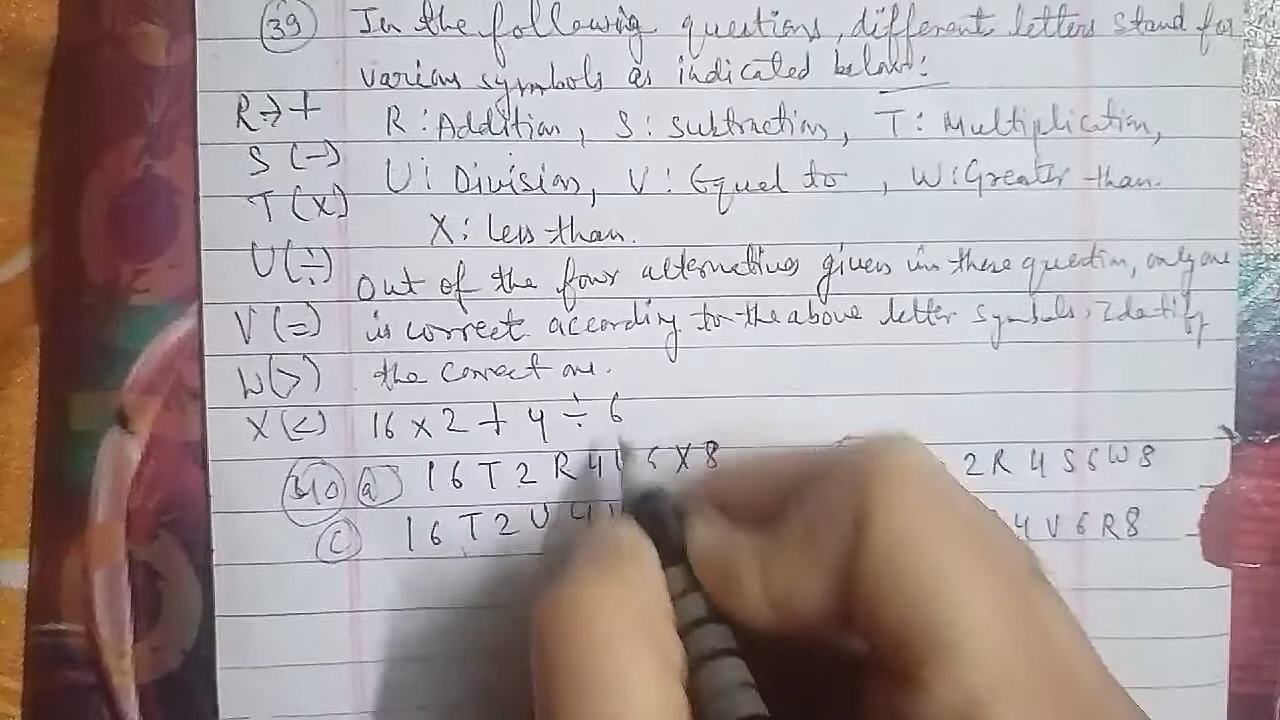 39 In the following questions, different letters stand for
various symbols as indicated below:
R→+ R : Addition, S : Subtraction, T : Multiplication,
S (-)
U : Division, V : Equal to, W : Greater than.
T (×)
X : Less than.
U (÷) Out of the four alternatives given in these question, only one
V (=) is correct according to the above letter symbols, Identify
W (>) the correct one.
X (<) 16 × 2 + 4 ÷ 6
(a) 16 T 2 R 4 U 6 X 8 2 R 4 S 6 W 8
(c) 16 T 2 U 4 4 V 6 R 8